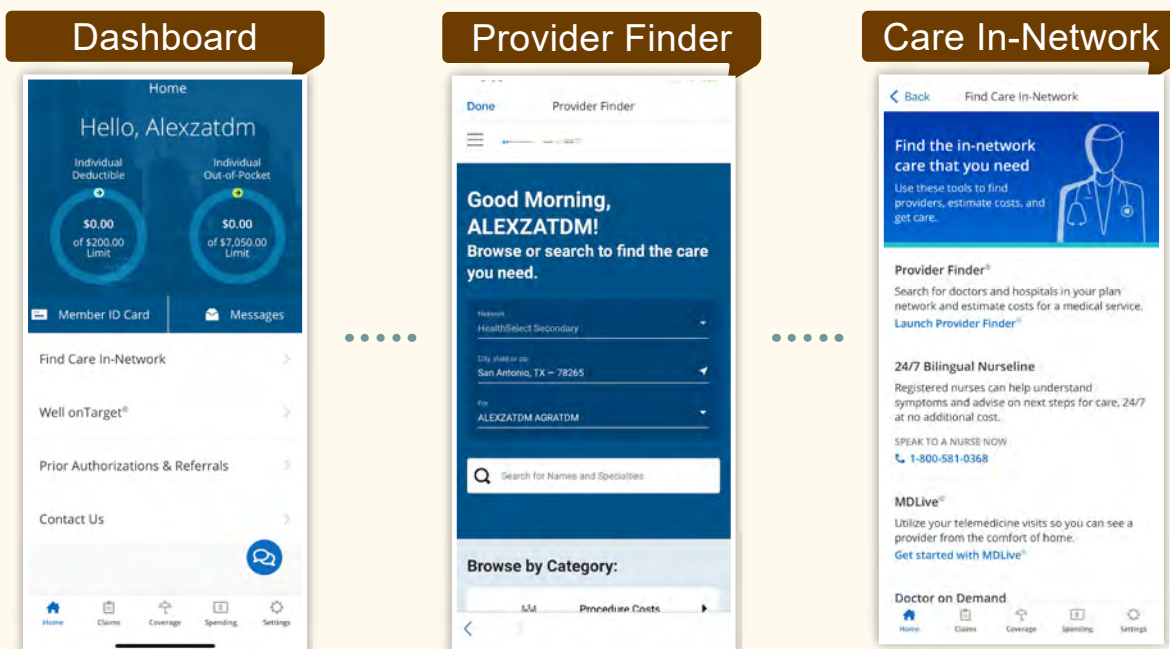 Dashboard
Home
Hello, Alexzatdm
Individual
Deductible
Individual
Out-of-Pocket
$0.00
of $200.00
Limit
$0.00
of $7,050.00
Limit
Member ID Card
Messages
Find Care In-Network
Well onTarget®
Prior Authorizations & Referrals
Contact Us
Home Claims Coverage Spending Settings
Provider Finder
Done Provider Finder
Good Morning,
ALEXZATDM!
Browse or search to find the care
you need.
Network
HealthSelect Secondary
City, state or zip
San Antonio, TX – 78265
For
ALEXZATDM AGRATDM
Search for Names and Specialties
Browse by Category:
Procedure Costs
Care In-Network
Back Find Care In-Network
Find the in-network
care that you need
Use these tools to find
providers, estimate costs, and
get care.
Provider Finder®
Search for doctors and hospitals in your plan
network and estimate costs for a medical service.
Launch Provider Finder®
24/7 Bilingual Nurseline
Registered nurses can help understand
symptoms and advise on next steps for care, 24/7
at no additional cost.
SPEAK TO A NURSE NOW
1-800-581-0368
MDLive®
Utilize your telemedicine visits so you can see a
provider from the comfort of home.
Get started with MDLive®
Doctor on Demand
Home Claims Coverage Spending Settings